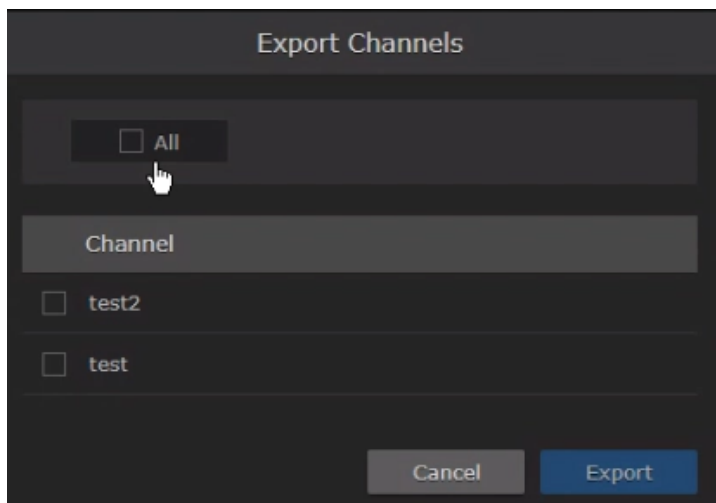 Export Channels
All
Channel
test2
test
Cancel Export